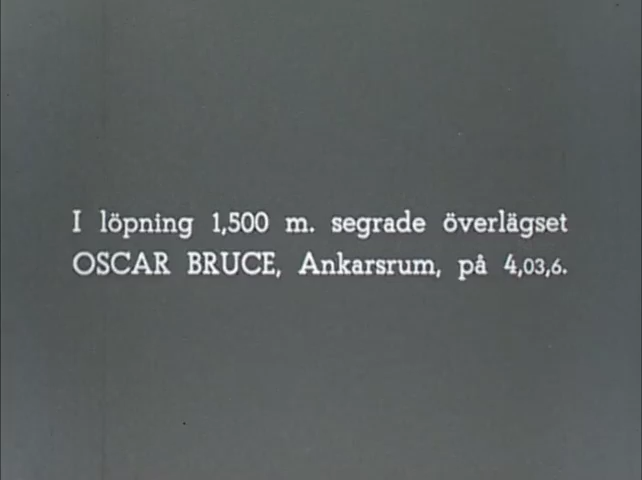 I löpning 1,500 m. segrade överlägset
OSCAR BRUCE, Ankarsrum, på 4,03,6.